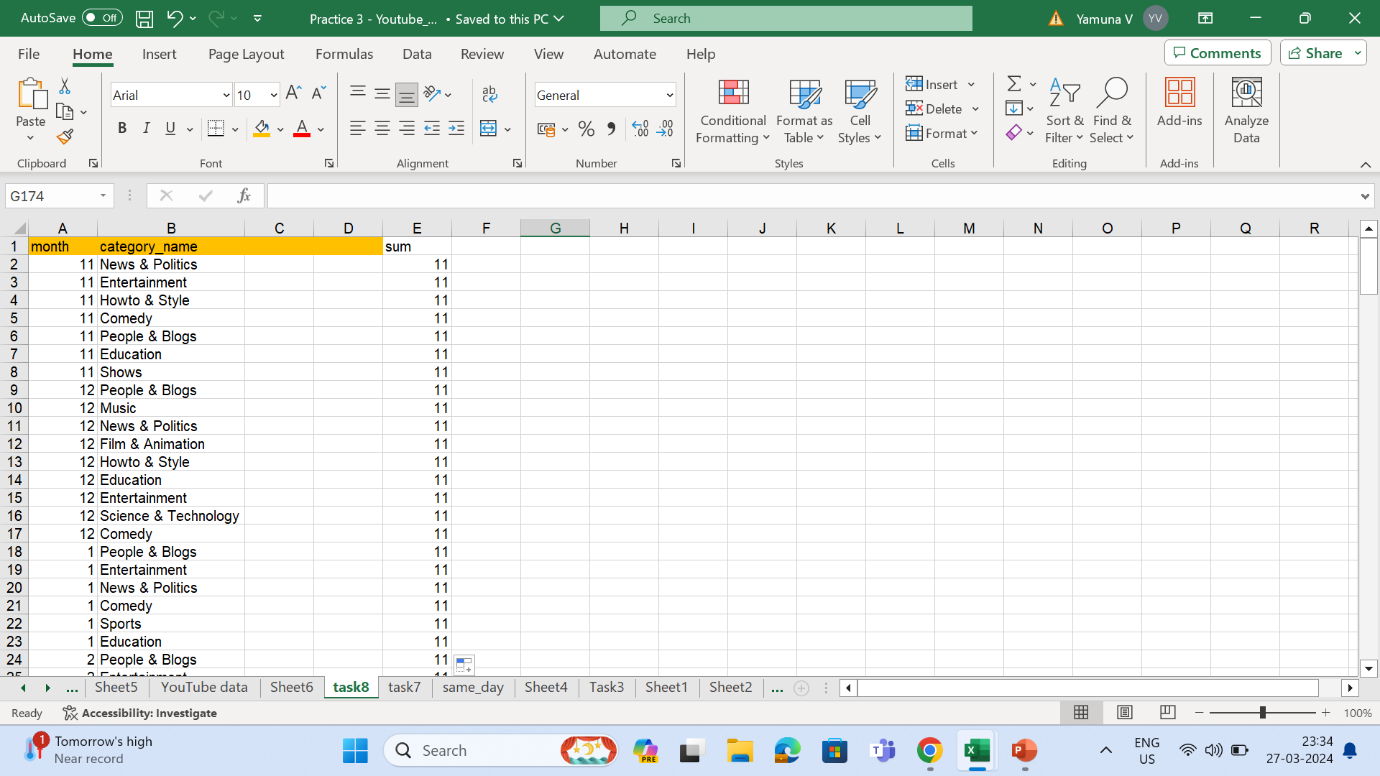 AutoSave Off Practice 3 - Youtube_... • Saved to this PC Search Yamuna V YV
File Home Insert Page Layout Formulas Data Review View Automate Help Comments Share
Paste Arial 10 A A ab General Conditional Formatting Format as Table Cell Styles Insert Sort & Filter Find & Select Add-ins Analyze Data
B I U A % Delete
Format
Clipboard Font Alignment Number Styles Cells Editing Add-ins
G174 fx
A B C D E F G H I J K L M N O P Q R
1 month category_name sum
2 11 News & Politics 11
3 11 Entertainment 11
4 11 Howto & Style 11
5 11 Comedy 11
6 11 People & Blogs 11
7 11 Education 11
8 11 Shows 11
9 12 People & Blogs 11
10 12 Music 11
11 12 News & Politics 11
12 12 Film & Animation 11
13 12 Howto & Style 11
14 12 Education 11
15 12 Entertainment 11
16 12 Science & Technology 11
17 12 Comedy 11
18 1 People & Blogs 11
19 1 Entertainment 11
20 1 News & Politics 11
21 1 Comedy 11
22 1 Sports 11
23 1 Education 11
24 2 People & Blogs 11
... Sheet5 YouTube data Sheet6 task8 task7 same_day Sheet4 Task3 Sheet1 Sheet2 ...
Ready Accessibility: Investigate 100%
1 Tomorrow's high Near record Search PRE ENG US 23:34 27-03-2024